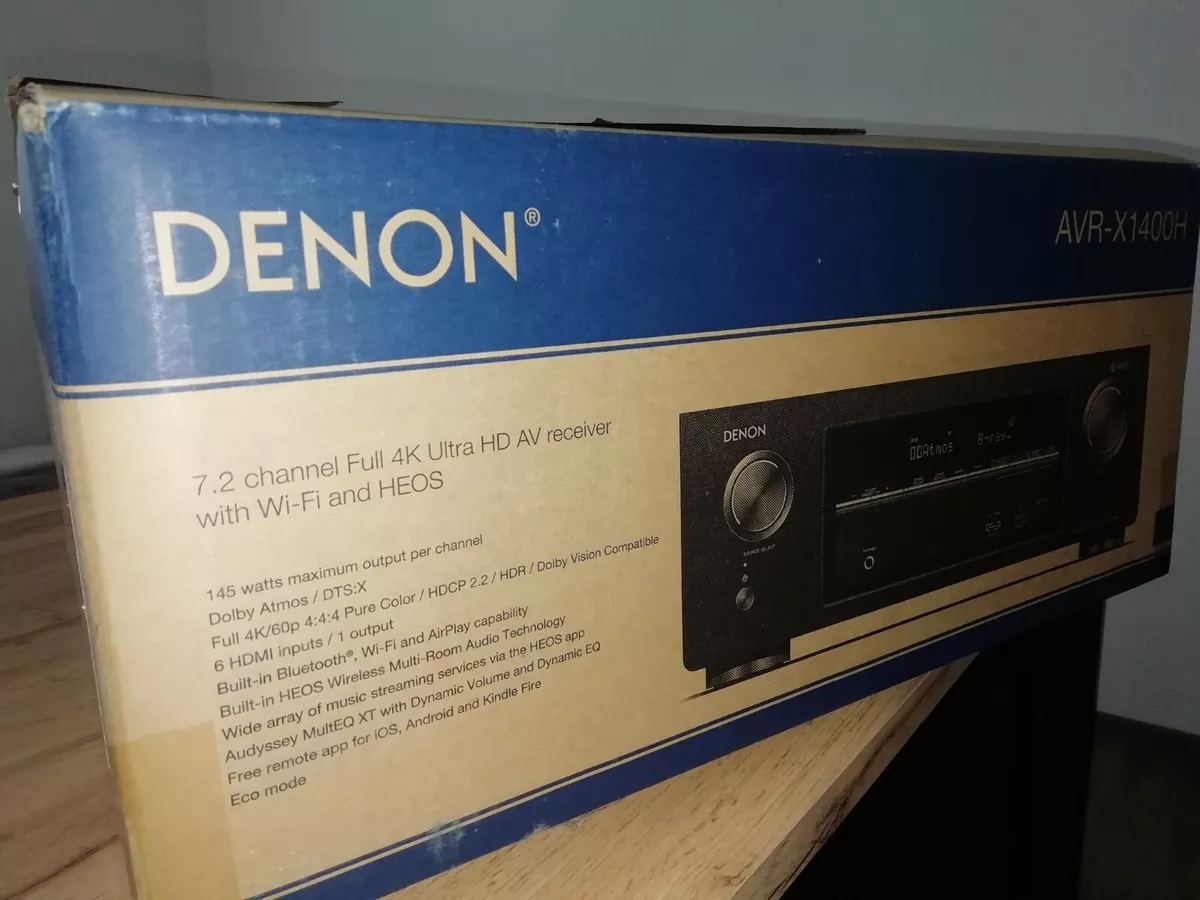 DENON®
AVR-X1400H
7.2 channel Full 4K Ultra HD AV receiver
with Wi-Fi and HEOS
145 watts maximum output per channel
Dolby Atmos / DTS:X
Full 4K/60p 4:4:4 Pure Color / HDCP 2.2 / HDR / Dolby Vision Compatible
6 HDMI inputs / 1 output
Built-in Bluetooth®, Wi-Fi and AirPlay capability
Built-in HEOS Wireless Multi-Room Audio Technology
Wide array of music streaming services via the HEOS app
Audyssey MultEQ XT with Dynamic Volume and Dynamic EQ
Free remote app for iOS, Android and Kindle Fire
Eco mode
DENON
Atmos
SOURCE SELECT